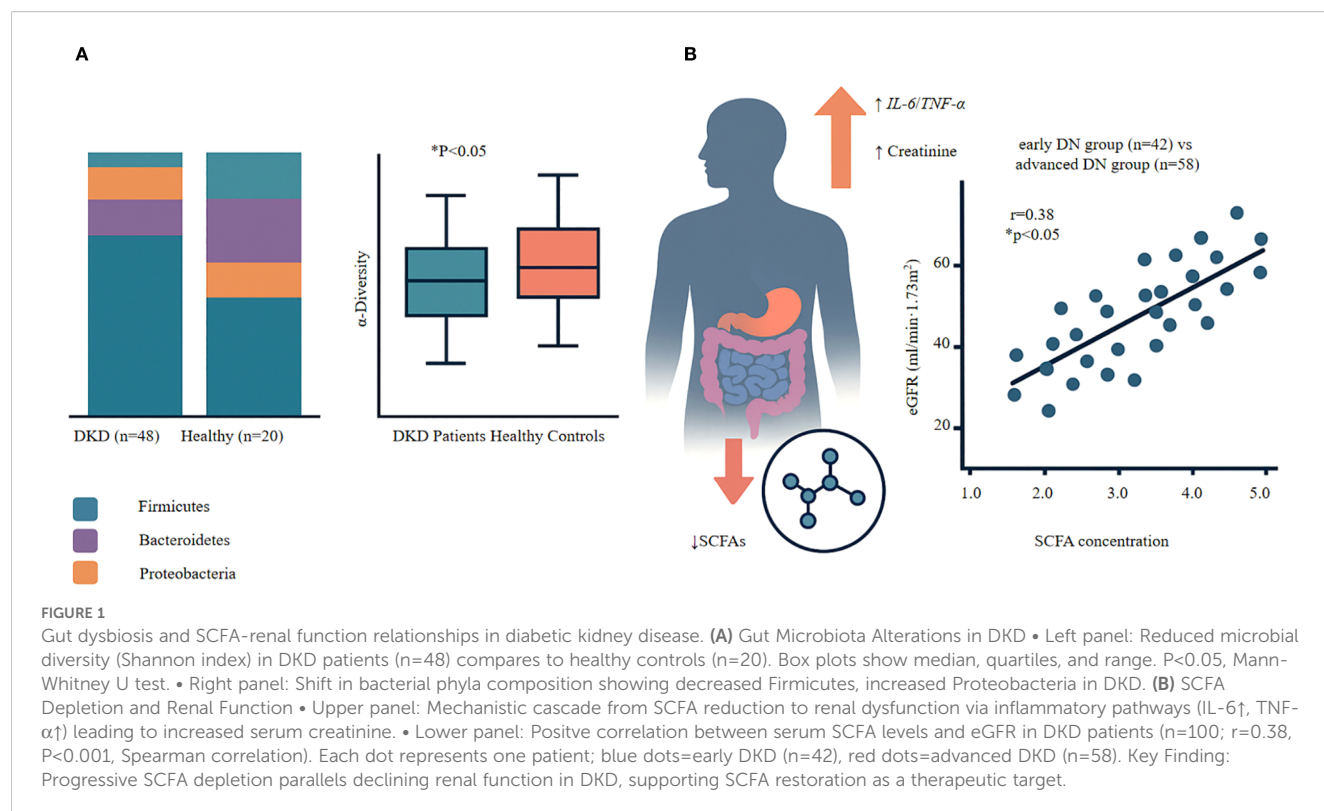 A
B
*P<0.05
α-Diversity
DKD (n=48) Healthy (n=20)
DKD Patients Healthy Controls
Firmicutes
Bacteroidetes
Proteobacteria
↑ IL-6/TNF-α
↑ Creatinine
↓SCFAs
early DN group (n=42) vs
advanced DN group (n=58)
r=0.38
*p<0.05
eGFR (ml/min·1.73m²)
60
40
20
1.0 2.0 3.0 4.0 5.0
SCFA concentration
FIGURE 1
Gut dysbiosis and SCFA-renal function relationships in diabetic kidney disease. (A) Gut Microbiota Alterations in DKD • Left panel: Reduced microbial
diversity (Shannon index) in DKD patients (n=48) compares to healthy controls (n=20). Box plots show median, quartiles, and range. P<0.05, Mann-
Whitney U test. • Right panel: Shift in bacterial phyla composition showing decreased Firmicutes, increased Proteobacteria in DKD. (B) SCFA
Depletion and Renal Function • Upper panel: Mechanistic cascade from SCFA reduction to renal dysfunction via inflammatory pathways (IL-6↑, TNF-
α↑) leading to increased serum creatinine. • Lower panel: Positve correlation between serum SCFA levels and eGFR in DKD patients (n=100; r=0.38,
P<0.001, Spearman correlation). Each dot represents one patient; blue dots=early DKD (n=42), red dots=advanced DKD (n=58). Key Finding:
Progressive SCFA depletion parallels declining renal function in DKD, supporting SCFA restoration as a therapeutic target.